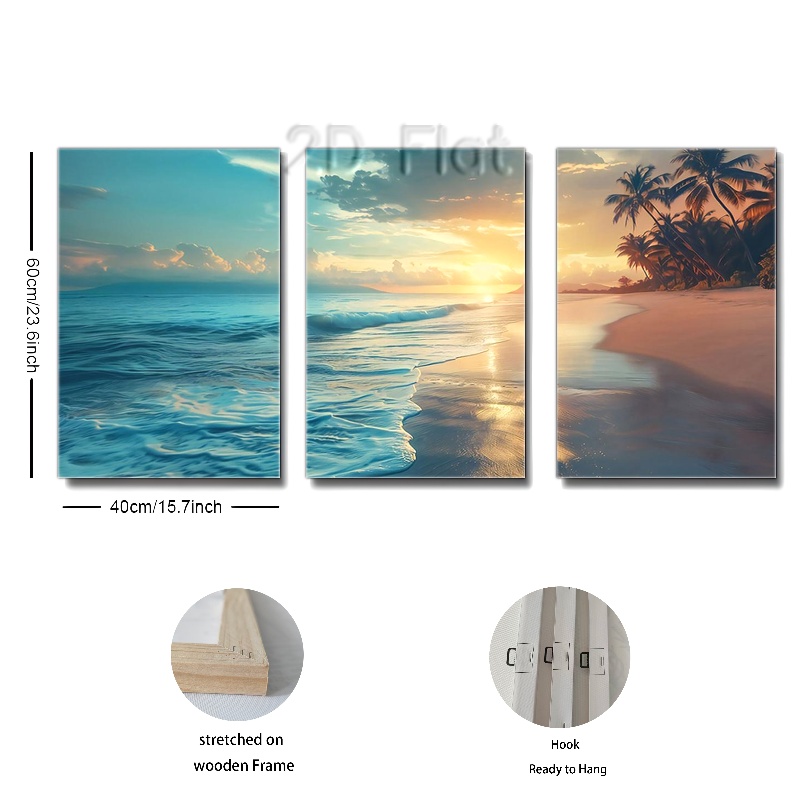 2D Flat
60cm/23.6inch
40cm/15.7inch
stretched on
wooden Frame
Hook
Ready to Hang